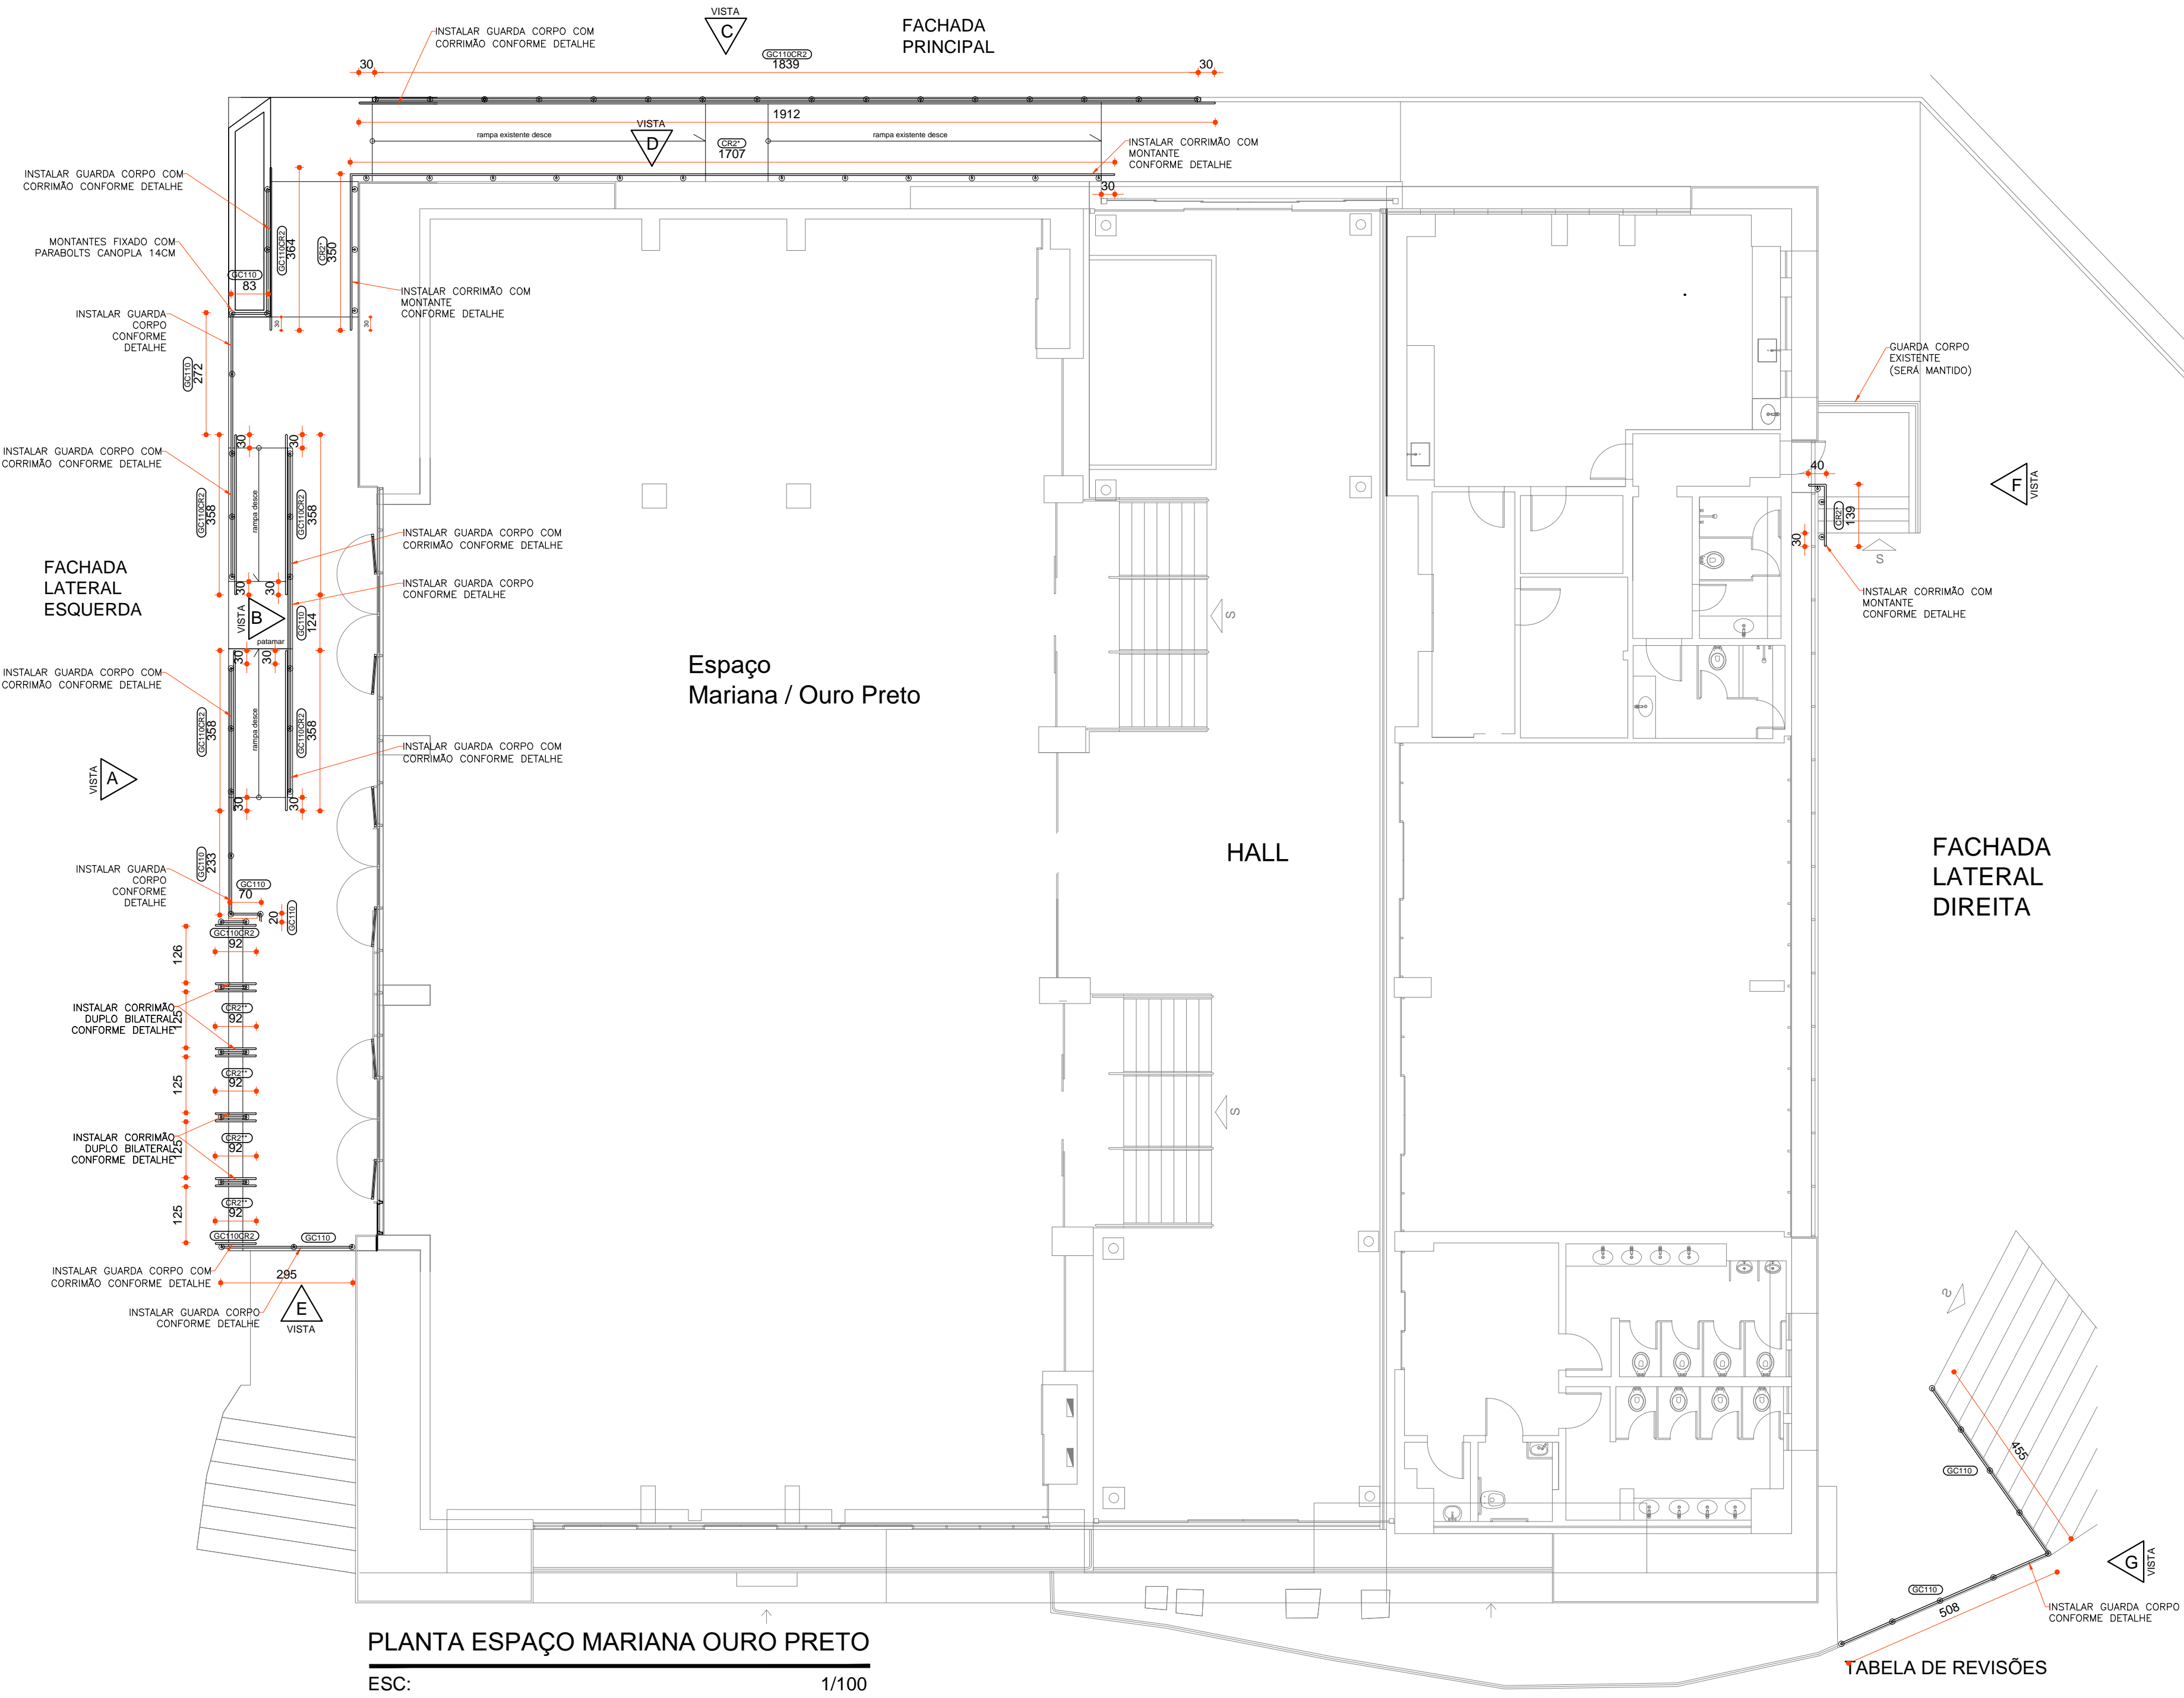 VISTA
C
FACHADA
PRINCIPAL
INSTALAR GUARDA CORPO COM
CORRIMÃO CONFORME DETALHE
GC110CR2
30
1839
30
1912
rampa existente desce
VISTA
D
CR2*
1707
rampa existente desce
INSTALAR CORRIMÃO COM
MONTANTE
CONFORME DETALHE
30
INSTALAR GUARDA CORPO COM
CORRIMÃO CONFORME DETALHE
MONTANTES FIXADO COM
PARABOLTS CANOPLA 14CM
GC110CR2
364
CR2*
350
GC110
83
INSTALAR CORRIMÃO COM
MONTANTE
CONFORME DETALHE
30
30
INSTALAR GUARDA
CORPO
CONFORME
DETALHE
GC110
272
GUARDA CORPO
EXISTENTE
(SERÁ MANTIDO)
INSTALAR GUARDA CORPO COM
CORRIMÃO CONFORME DETALHE
30
30
GC110CR2
358
rampa desce
GC110CR2
358
INSTALAR GUARDA CORPO COM
CORRIMÃO CONFORME DETALHE
40
CR2*
139
30
F
VISTA
S
INSTALAR CORRIMÃO COM
MONTANTE
CONFORME DETALHE
FACHADA
LATERAL
ESQUERDA
30
30
INSTALAR GUARDA CORPO
CONFORME DETALHE
VISTA
B
GC110
124
patamar
S
30
30
Espaço
Mariana / Ouro Preto
INSTALAR GUARDA CORPO COM
CORRIMÃO CONFORME DETALHE
GC110CR2
358
rampa desce
GC110CR2
358
INSTALAR GUARDA CORPO COM
CORRIMÃO CONFORME DETALHE
VISTA
A
30
30
HALL
FACHADA
LATERAL
DIREITA
GC110
233
INSTALAR GUARDA
CORPO
CONFORME
DETALHE
GC110
70
20
GC110
GC110CR2
92
126
INSTALAR CORRIMÃO
DUPLO BILATERAL
CONFORME DETALHE
125
CR2**
92
125
CR2**
92
INSTALAR CORRIMÃO
DUPLO BILATERAL
CONFORME DETALHE
125
CR2**
92
125
CR2**
92
S
GC110CR2
GC110
INSTALAR GUARDA CORPO COM
CORRIMÃO CONFORME DETALHE
295
INSTALAR GUARDA CORPO
CONFORME DETALHE
E
VISTA
S
455
GC110
G
VISTA
GC110
508
INSTALAR GUARDA CORPO
CONFORME DETALHE
PLANTA ESPAÇO MARIANA OURO PRETO
ESC:
1/100
TABELA DE REVISÕES